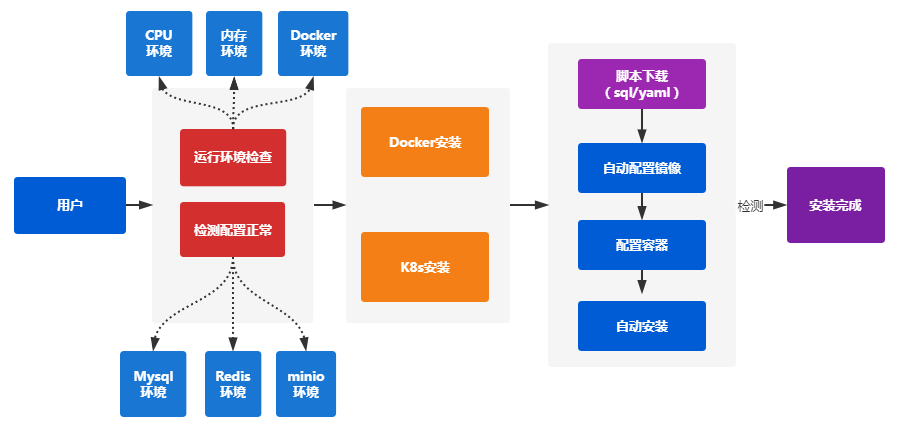 CPU
环境
内存
环境
Docker
环境
运行环境检查
检测配置正常
用户
Mysql
环境
Redis
环境
minio
环境
Docker安装
K8s安装
脚本下载
（sql/yaml）
自动配置镜像
配置容器
自动安装
检测
安装完成